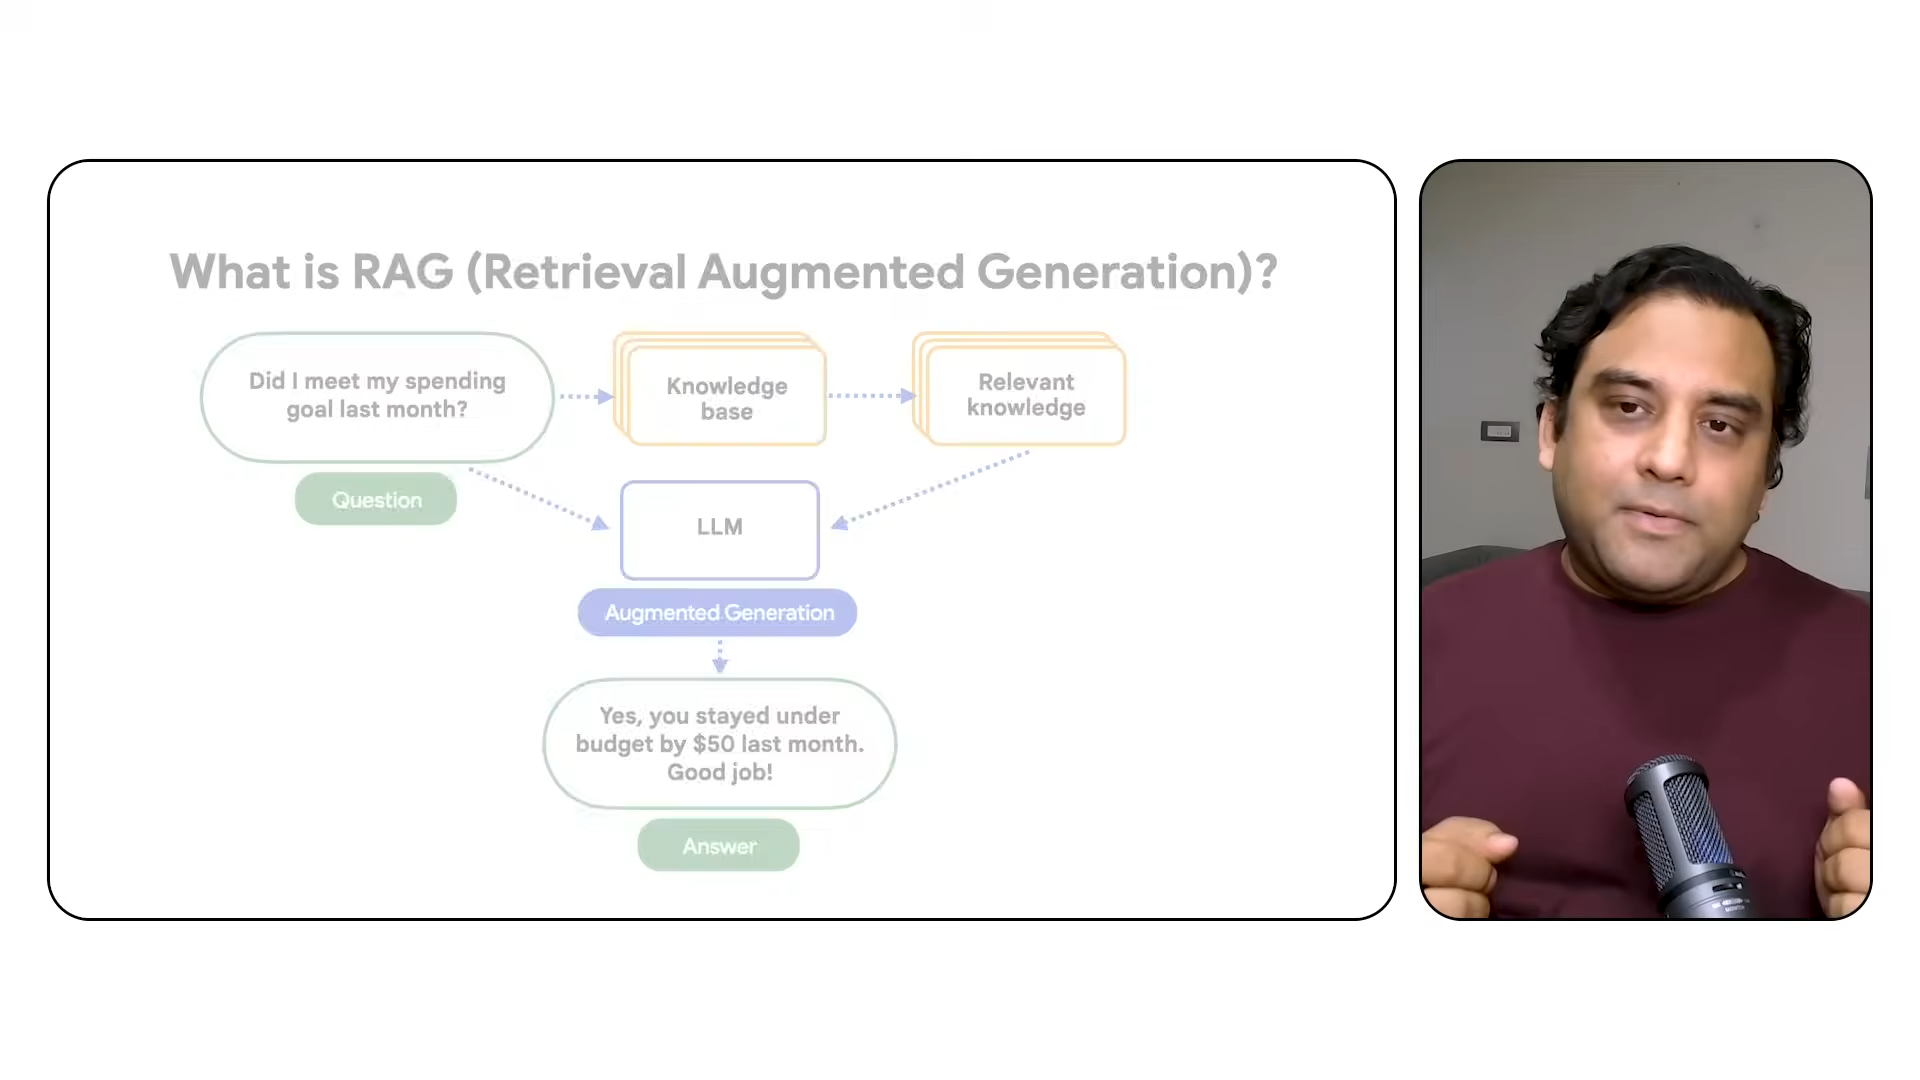 What is RAG (Retrieval Augmented Generation)?
Did I meet my spending
goal last month?
Question
Knowledge
base
Relevant
knowledge
LLM
Augmented Generation
Yes, you stayed under
budget by $50 last month.
Good job!
Answer